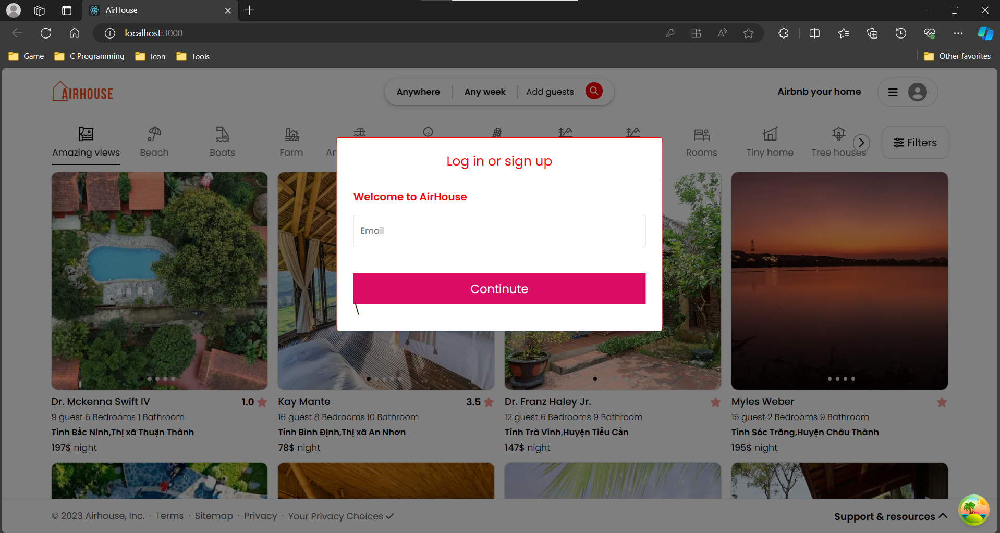 AirHouse
localhost:3000
Game
C Programming
Icon
Tools
Other favorites
AIRHOUSE
Anywhere
Any week
Add guests
Airbnb your home
Amazing views
Beach
Boats
Farm
Rooms
Tiny home
Tree houses
Filters
Log in or sign up
Welcome to AirHouse
Email
Continute
\
Dr. Mckenna Swift IV 1.0
9 guest 6 Bedrooms 1 Bathroom
Tỉnh Bắc Ninh,Thị xã Thuận Thành
197$ night
Kay Mante 3.5
16 guest 8 Bedrooms 10 Bathroom
Tỉnh Bình Định,Thị xã An Nhơn
78$ night
Dr. Franz Haley Jr.
12 guest 6 Bedrooms 9 Bathroom
Tỉnh Trà Vinh,Huyện Tiểu Cần
147$ night
Myles Weber
15 guest 2 Bedrooms 9 Bathroom
Tỉnh Sóc Trăng,Huyện Châu Thành
195$ night
© 2023 Airhouse, Inc. · Terms · Sitemap · Privacy · Your Privacy Choices
Support & resources